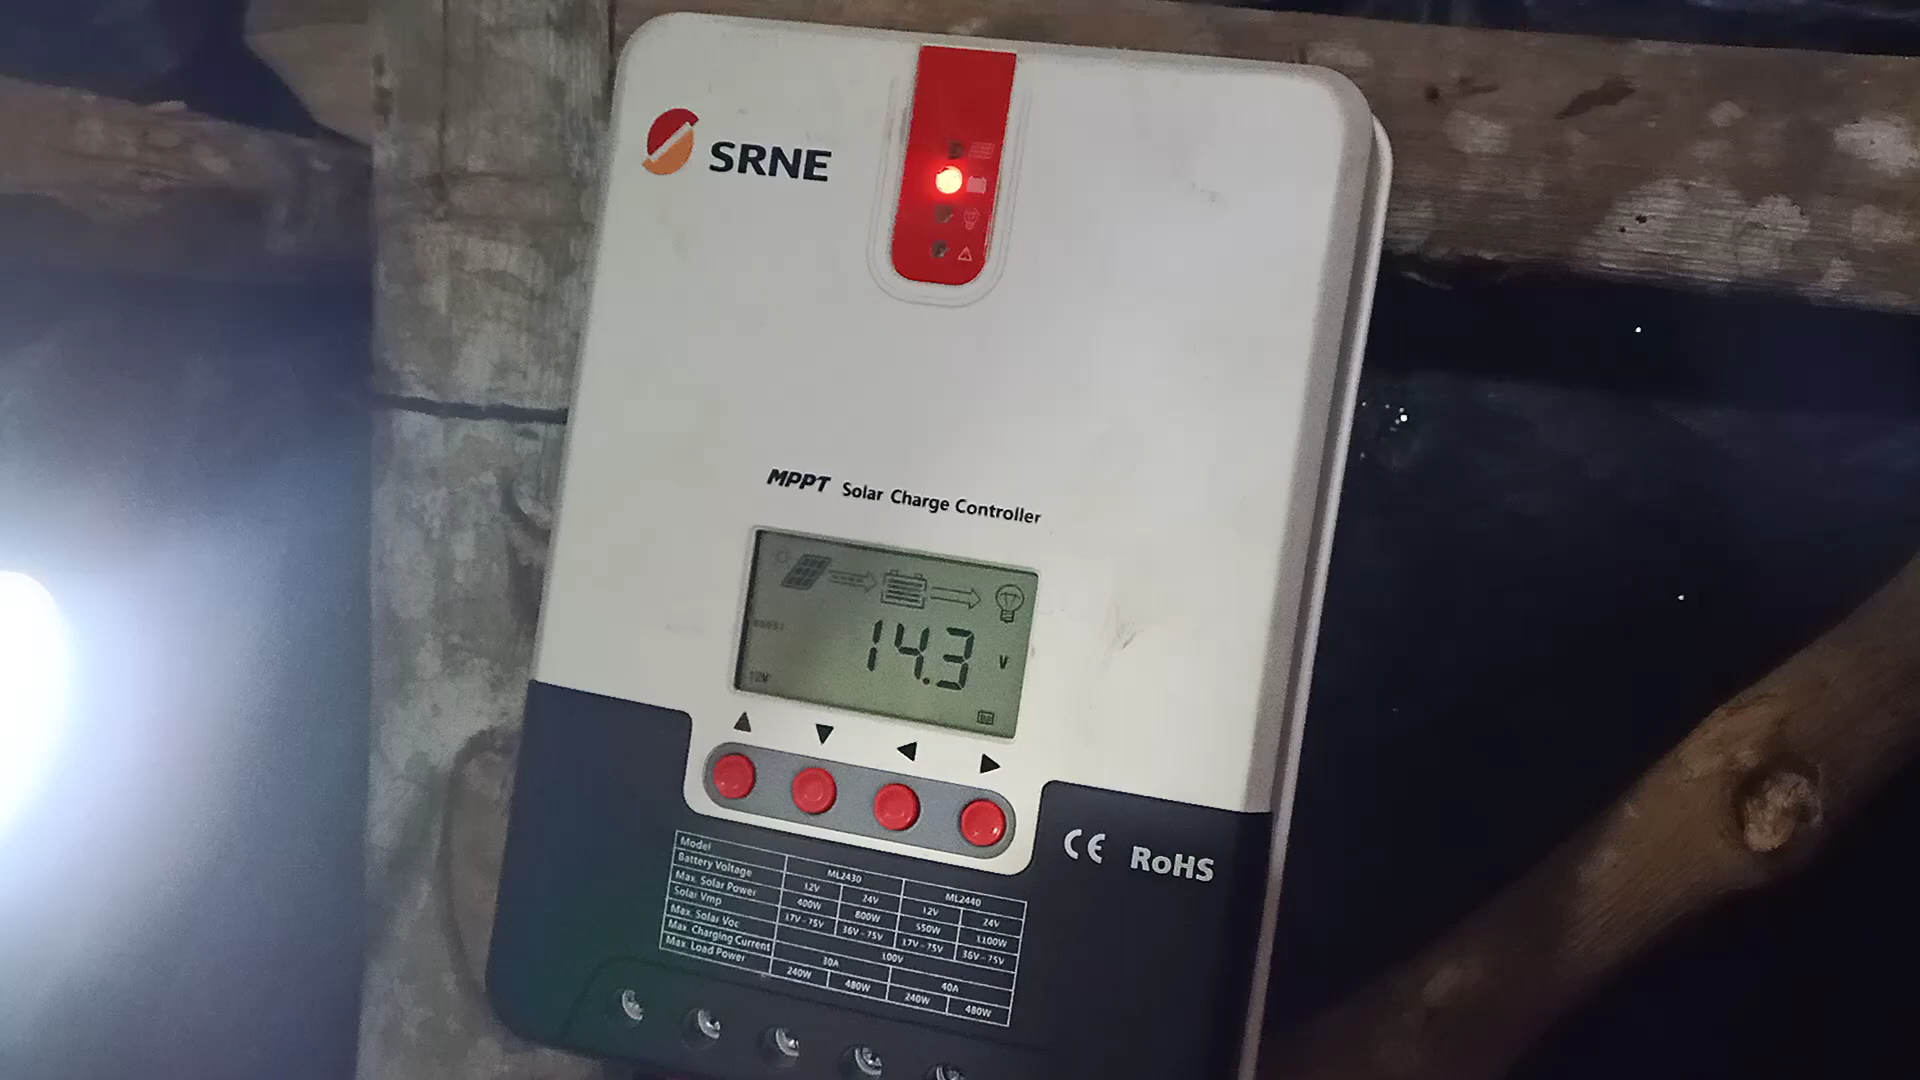 SRNE
MPPT Solar Charge Controller
14.3 V
12V
CE RoHS
Model ML2430 ML2440
Battery Voltage 12V 24V 12V 24V
Max. Solar Power 400W 800W 550W 1100W
Solar Vmp 17V~75V 36V~75V 17V~75V 36V~75V
Max. Solar Voc 100V
Max. Charging Current 30A 40A
Max. Load Power 240W 480W 240W 480W